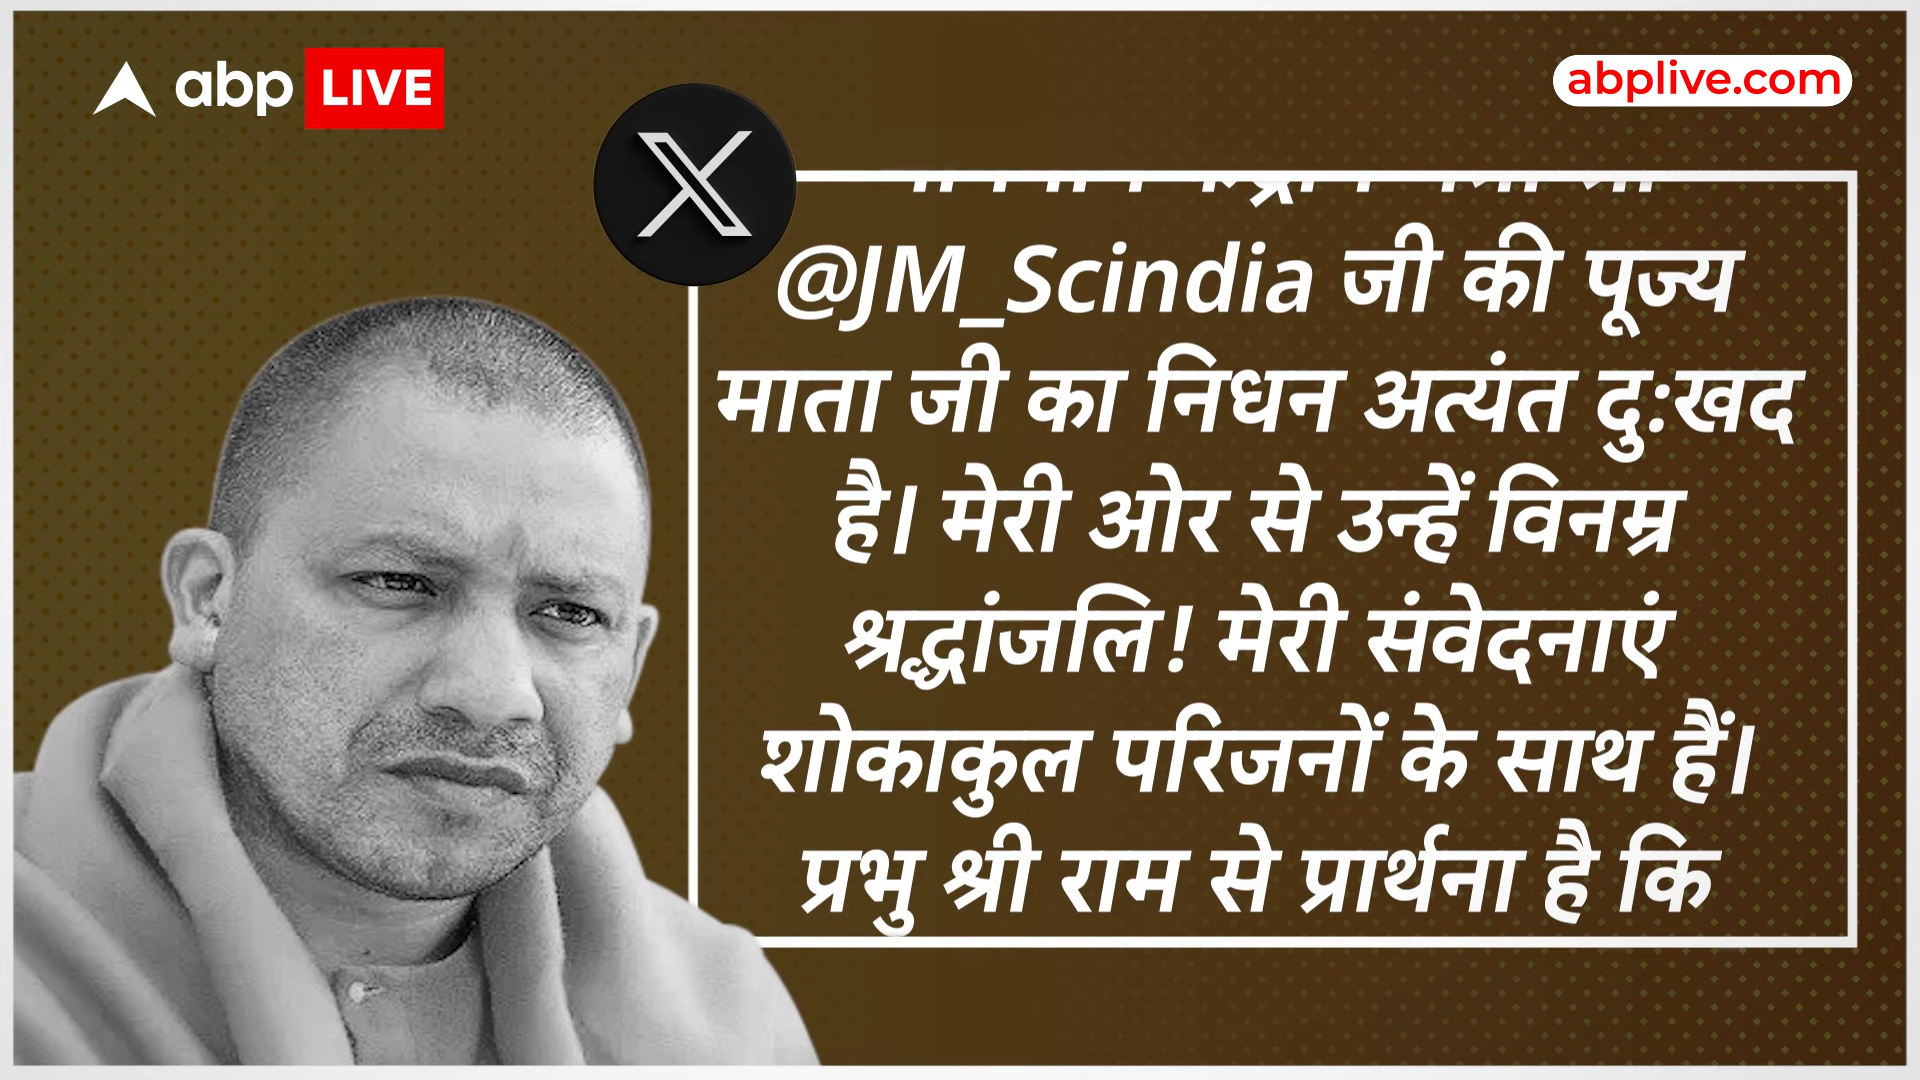 abp LIVE
abplive.com
@JM_Scindia जी की पूज्य
माता जी का निधन अत्यंत दु:खद
है। मेरी ओर से उन्हें विनम्र
श्रद्धांजलि! मेरी संवेदनाएं
शोकाकुल परिजनों के साथ हैं।
प्रभु श्री राम से प्रार्थना है कि